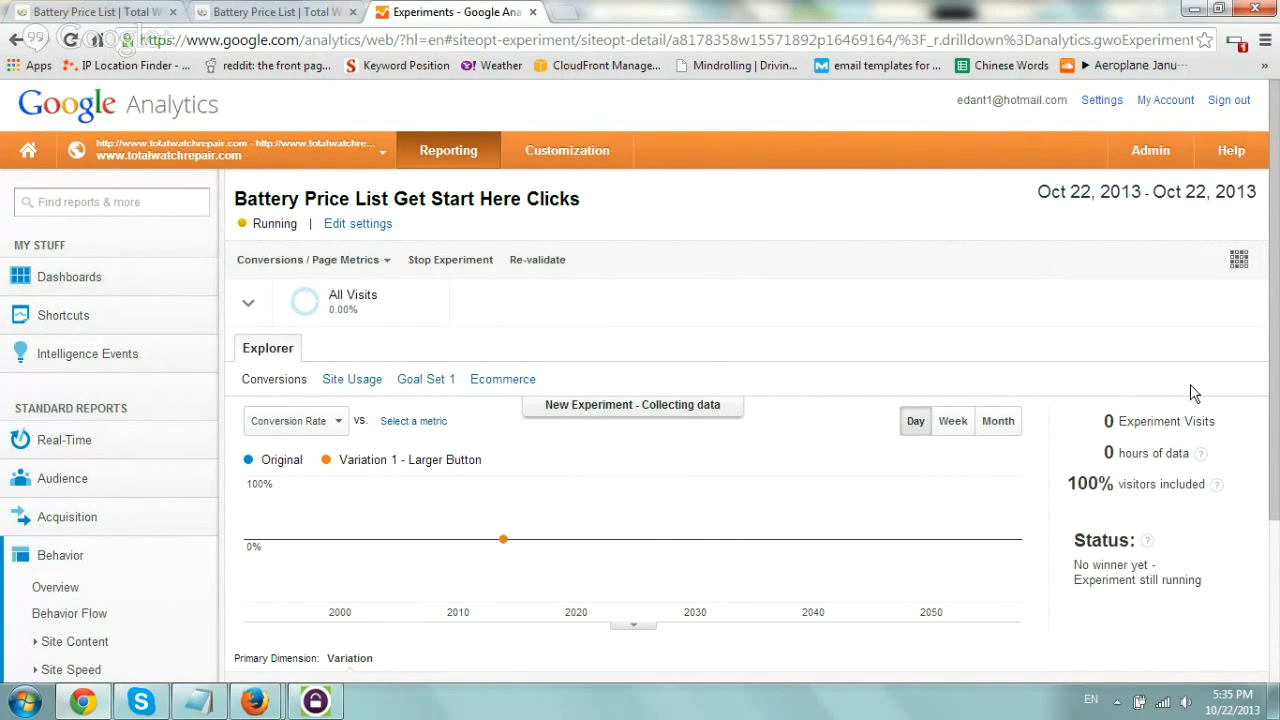 Battery Price List | Total W
Battery Price List | Total W
Experiments - Google Ana
Google+
https://www.google.com/analytics/web/?hl=en#siteopt-experiment/siteopt-detail/a8178358w15571892p16469164/%3F_r.drilldown%3Danalytics.gwoExperiment
1
Apps
IP Location Finder - ...
reddit: the front pag...
Keyword Position
Weather
CloudFront Manage...
Mindrolling | Drivin...
email templates for ...
Chinese Words
Aeroplane Janu...
»
Google Analytics
edant1@hotmail.com
Settings
My Account
Sign out
http://www.totalwatchrepair.com - http://www.totalwatchre...
www.totalwatchrepair.com
Reporting
Customization
Admin
Help
Find reports & more
MY STUFF
Dashboards
Shortcuts
Intelligence Events
STANDARD REPORTS
Real-Time
Audience
Acquisition
Behavior
Overview
Behavior Flow
Site Content
Site Speed
Battery Price List Get Start Here Clicks
Oct 22, 2013 - Oct 22, 2013
Running | Edit settings
Conversions / Page Metrics
Stop Experiment
Re-validate
All Visits
0.00%
Explorer
Conversions
Site Usage
Goal Set 1
Ecommerce
New Experiment - Collecting data
Conversion Rate
VS.
Select a metric
Day
Week
Month
Original
Variation 1 - Larger Button
100%
0%
2000
2010
2020
2030
2040
2050
0 Experiment Visits
0 hours of data ?
100% visitors included ?
Status: ?
No winner yet -
Experiment still running
Primary Dimension: Variation
EN
5:35 PM
10/22/2013